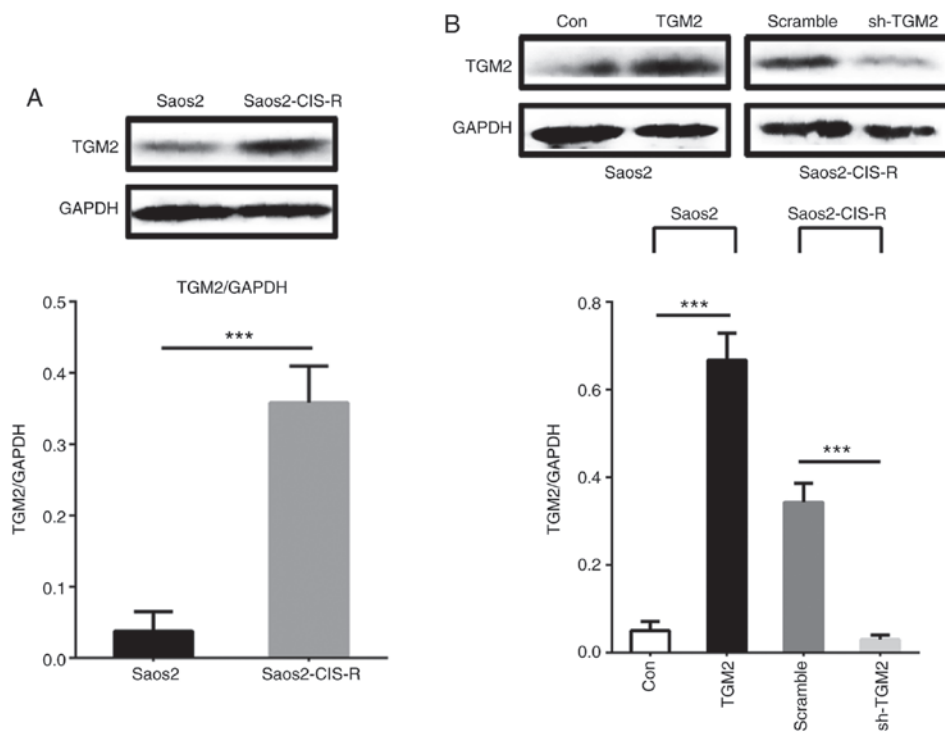 A
Saos2 Saos2-CIS-R
TGM2
GAPDH
TGM2/GAPDH
TGM2/GAPDH
0.5
0.4
0.3
0.2
0.1
0.0
***
Saos2 Saos2-CIS-R
B
Con TGM2 Scramble sh-TGM2
TGM2
GAPDH
Saos2 Saos2-CIS-R
Saos2 Saos2-CIS-R
TGM2/GAPDH
0.8
0.6
0.4
0.2
0.0
***
***
Con TGM2 Scramble sh-TGM2